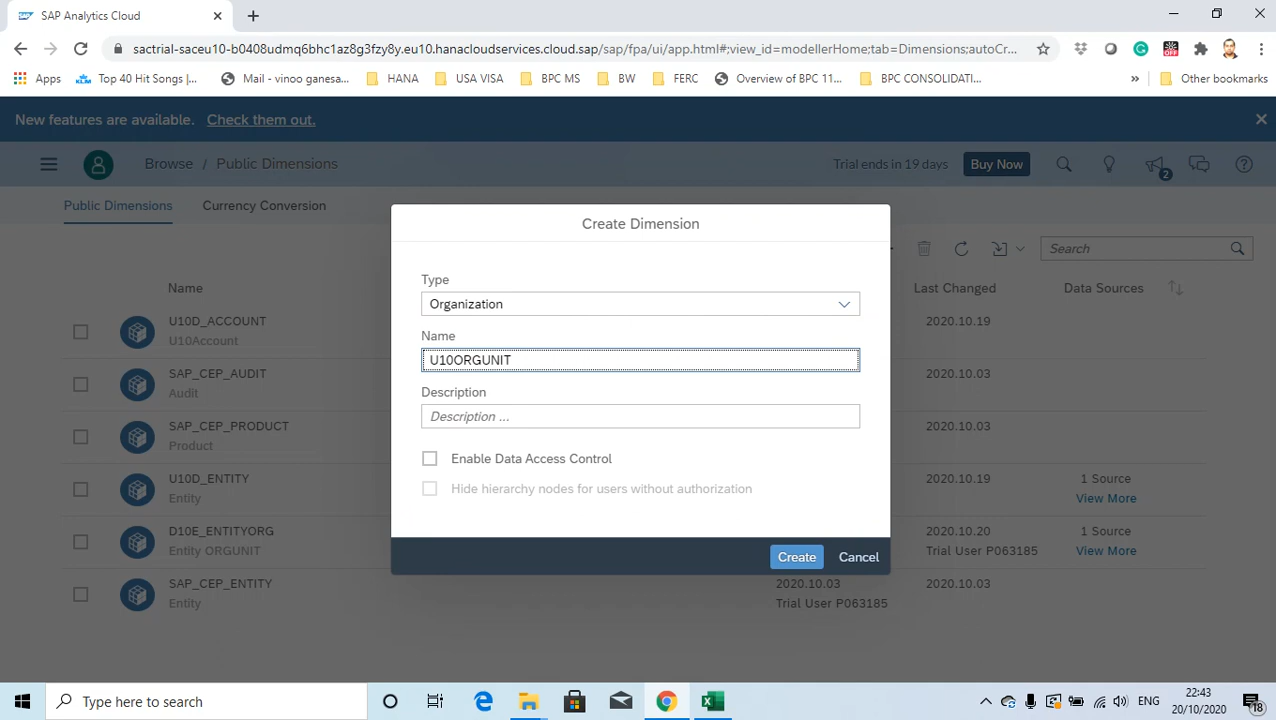 SAP Analytics Cloud
sactrial-saceu10-b0408udmq6bhc1az8g3fzy8y.eu10.hanacloudservices.cloud.sap/sap/fpa/ui/app.html#;view_id=modellerHome;tab=Dimensions;autoCr...
Apps
Top 40 Hit Songs |...
Mail - vinoo ganesa...
HANA
USA VISA
BPC MS
BW
FERC
Overview of BPC 11...
BPC CONSOLIDATI...
»
Other bookmarks
New features are available. Check them out.
Browse / Public Dimensions
Trial ends in 19 days
Buy Now
2
Public Dimensions
Currency Conversion
Search
Name
Last Changed
Data Sources
U10D_ACCOUNT
U10Account
2020.10.19
SAP_CEP_AUDIT
Audit
2020.10.03
SAP_CEP_PRODUCT
Product
2020.10.03
U10D_ENTITY
Entity
2020.10.19
1 Source
View More
D10E_ENTITYORG
Entity ORGUNIT
2020.10.20
Trial User P063185
1 Source
View More
SAP_CEP_ENTITY
Entity
2020.10.03
Trial User P063185
2020.10.03
Create Dimension
Type
Organization
Name
U10ORGUNIT
Description
Description ...
Enable Data Access Control
Hide hierarchy nodes for users without authorization
Create
Cancel
Type here to search
ENG
22:43
20/10/2020
18